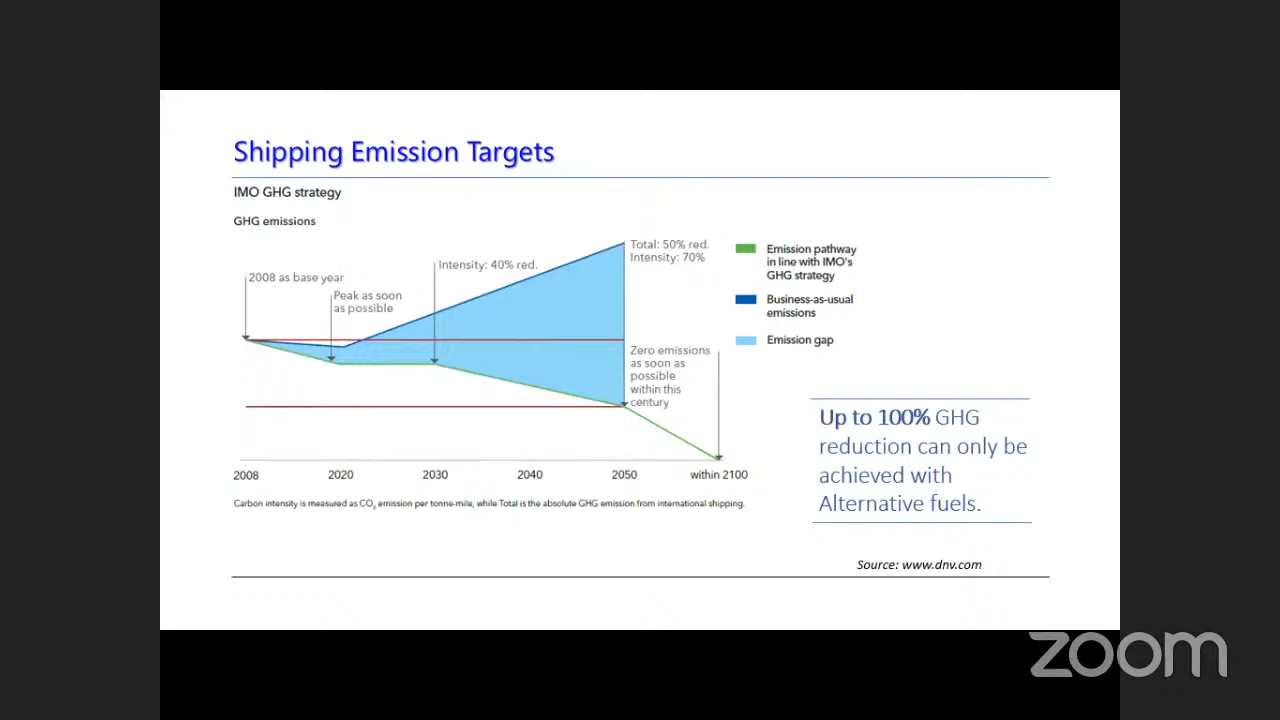 Shipping Emission Targets
IMO GHG strategy
GHG emissions
Total: 50% red.
Intensity: 70%
Intensity: 40% red.
2008 as base year
Peak as soon
as possible
Zero emissions
as soon as
possible
within this
century
2008
2020
2030
2040
2050
within 2100
Emission pathway
in line with IMO's
GHG strategy
Business-as-usual
emissions
Emission gap
Carbon intensity is measured as CO₂ emission per tonne-mile, while Total is the absolute GHG emission from international shipping.
Up to 100% GHG
reduction can only be
achieved with
Alternative fuels.
Source: www.dnv.com
zoom